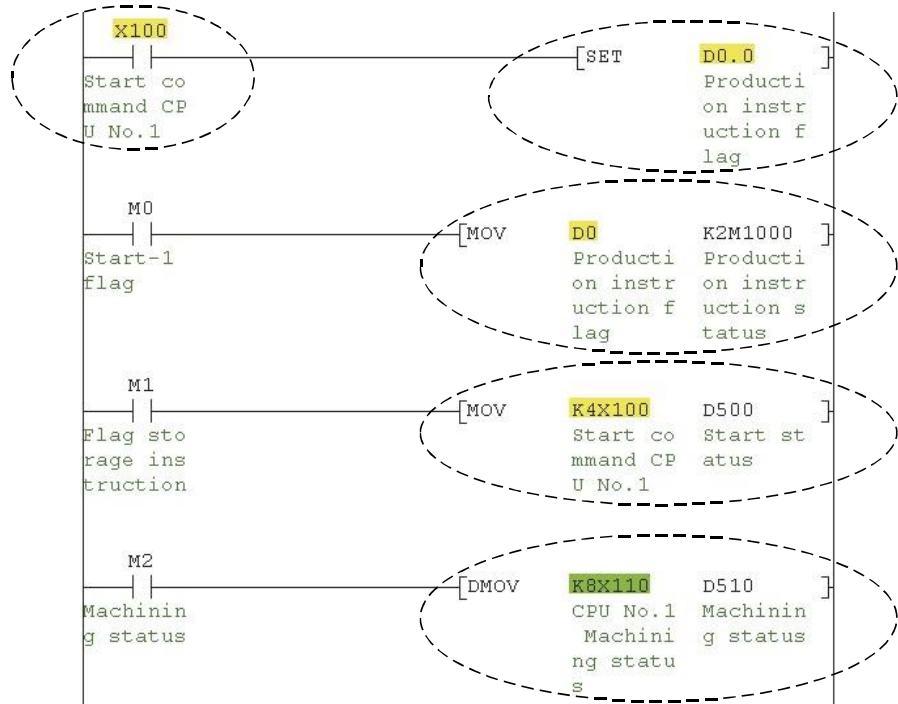 X100
[SET D0.0 ]
Start co Producti
mmand CP on instr
U No.1 uction f
lag
M0
[MOV D0 K2M1000 ]
Start-1 Producti Producti
flag on instr on instr
uction f uction s
lag tatus
M1
[MOV K4X100 D500 ]
Flag sto Start co Start st
rage ins mmand CP atus
truction U No.1
M2
[DMOV K8X110 D510 ]
Machinin CPU No.1 Machinin
g status Machini g status
ng statu
s